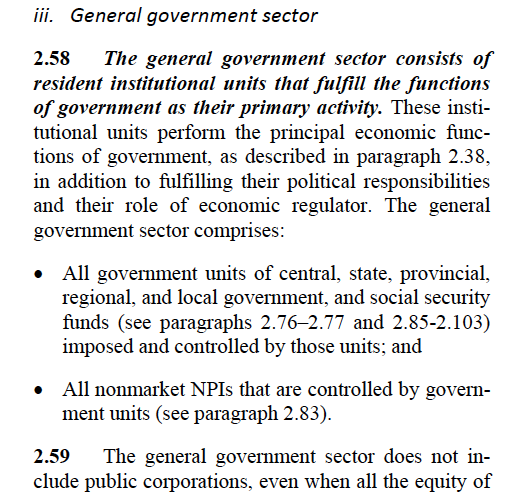 iii. General government sector
2.58 The general government sector consists of
resident institutional units that fulfill the functions
of government as their primary activity. These insti-
tutional units perform the principal economic func-
tions of government, as described in paragraph 2.38,
in addition to fulfilling their political responsibilities
and their role of economic regulator. The general
government sector comprises:
• All government units of central, state, provincial,
regional, and local government, and social security
funds (see paragraphs 2.76–2.77 and 2.85-2.103)
imposed and controlled by those units; and
• All nonmarket NPIs that are controlled by govern-
ment units (see paragraph 2.83).
2.59 The general government sector does not in-
clude public corporations, even when all the equity of